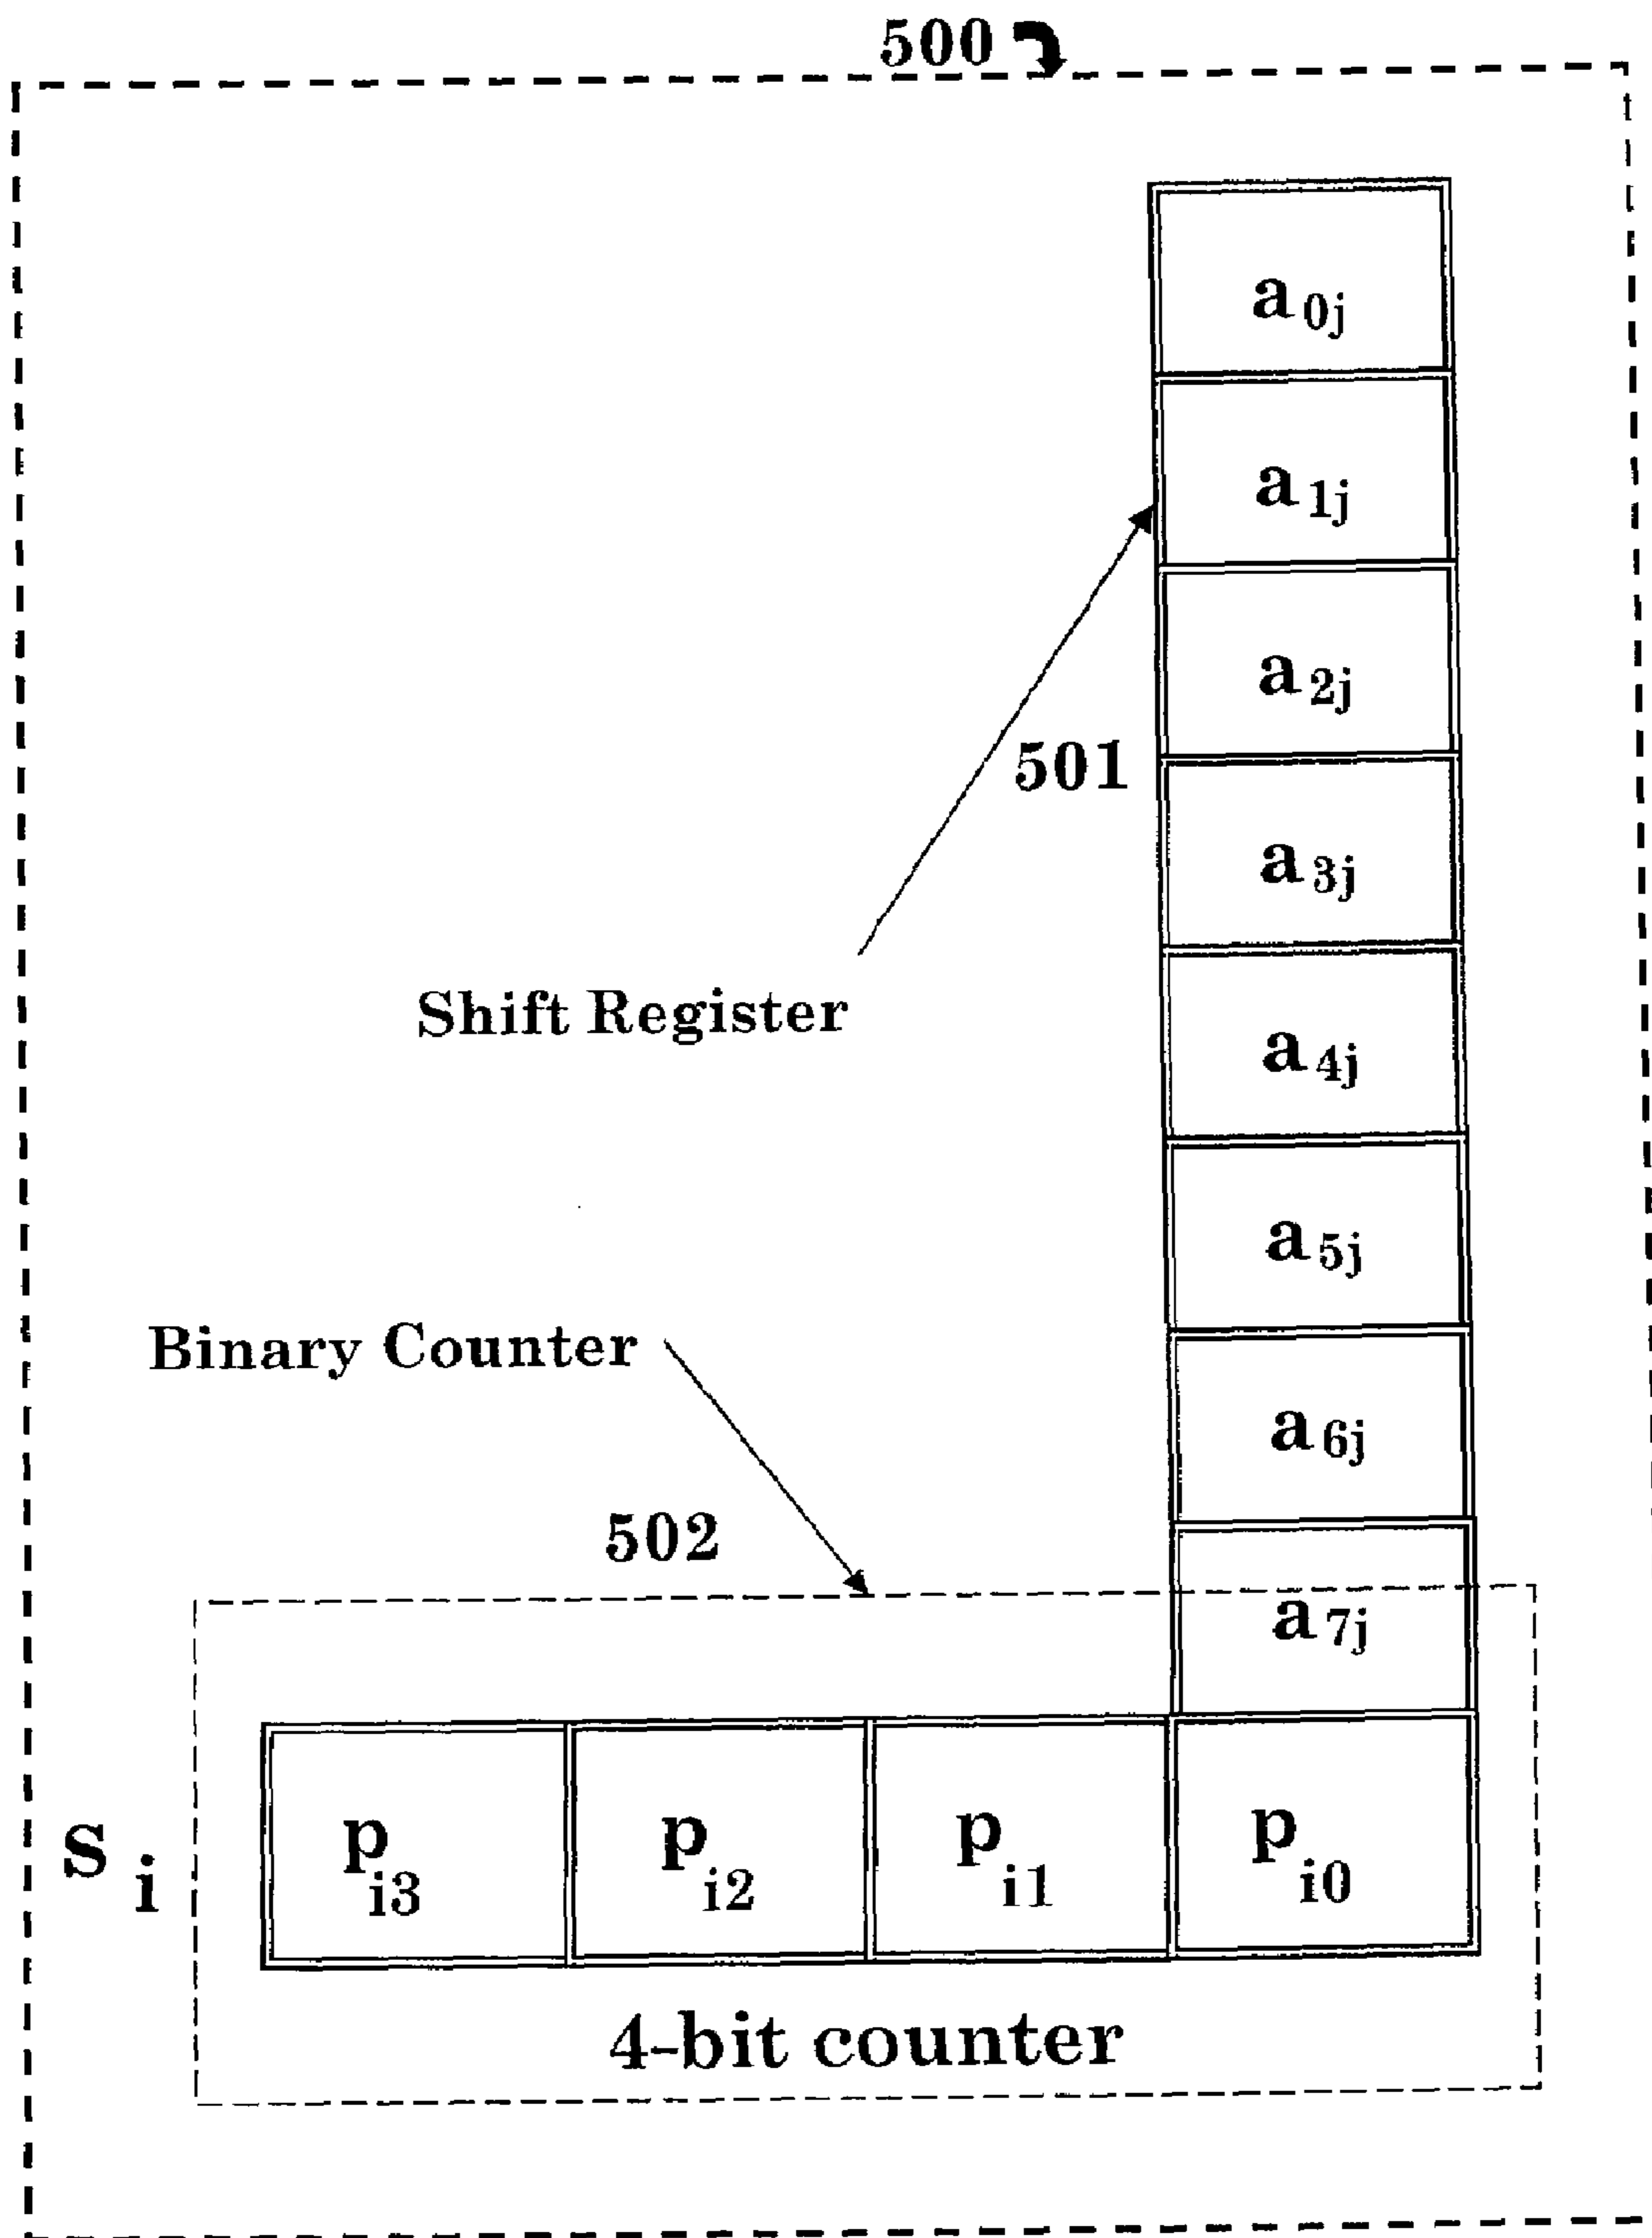 500
a0j
a1j
a2j
501
a3j
Shift Register
a4j
a5j
Binary Counter
a6j
502
a7j
S i
pi3 pi2 pi1 pi0
4-bit counter